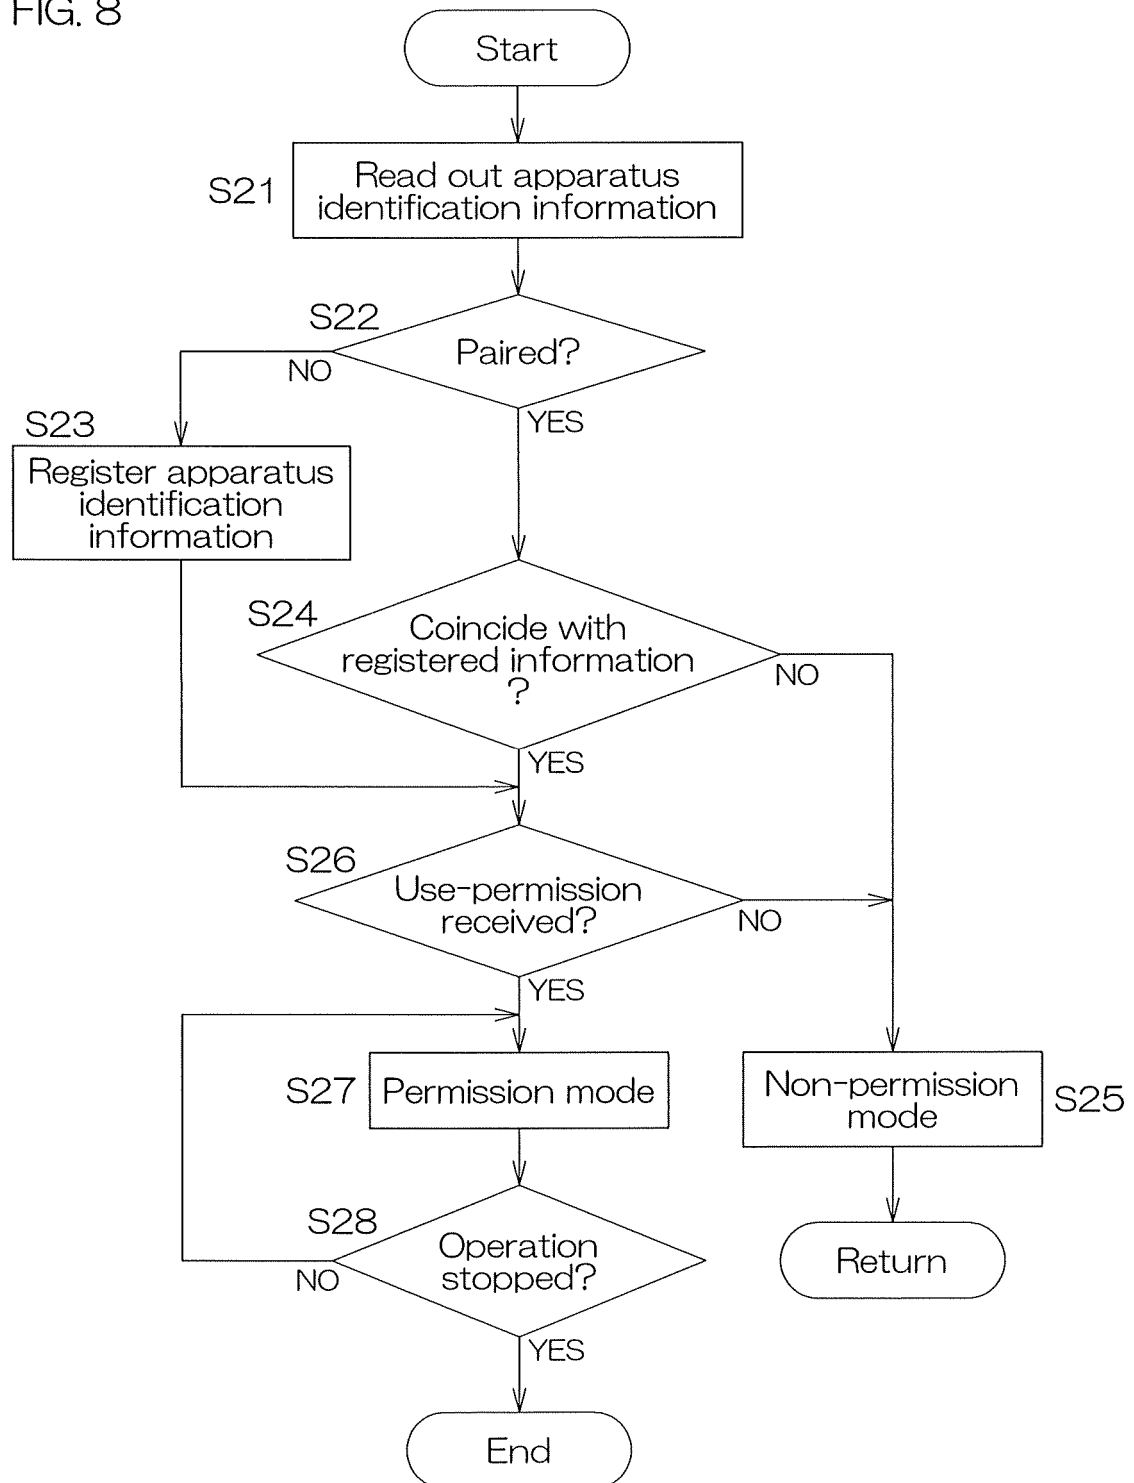 FIG. 8
Start
S21
Read out apparatus
identification information
S22
Paired?
NO
YES
S23
Register apparatus
identification
information
S24
Coincide with
registered information
?
NO
YES
S26
Use-permission
received?
NO
YES
S27
Permission mode
Non-permission
mode
S25
S28
Operation
stopped?
NO
YES
Return
End